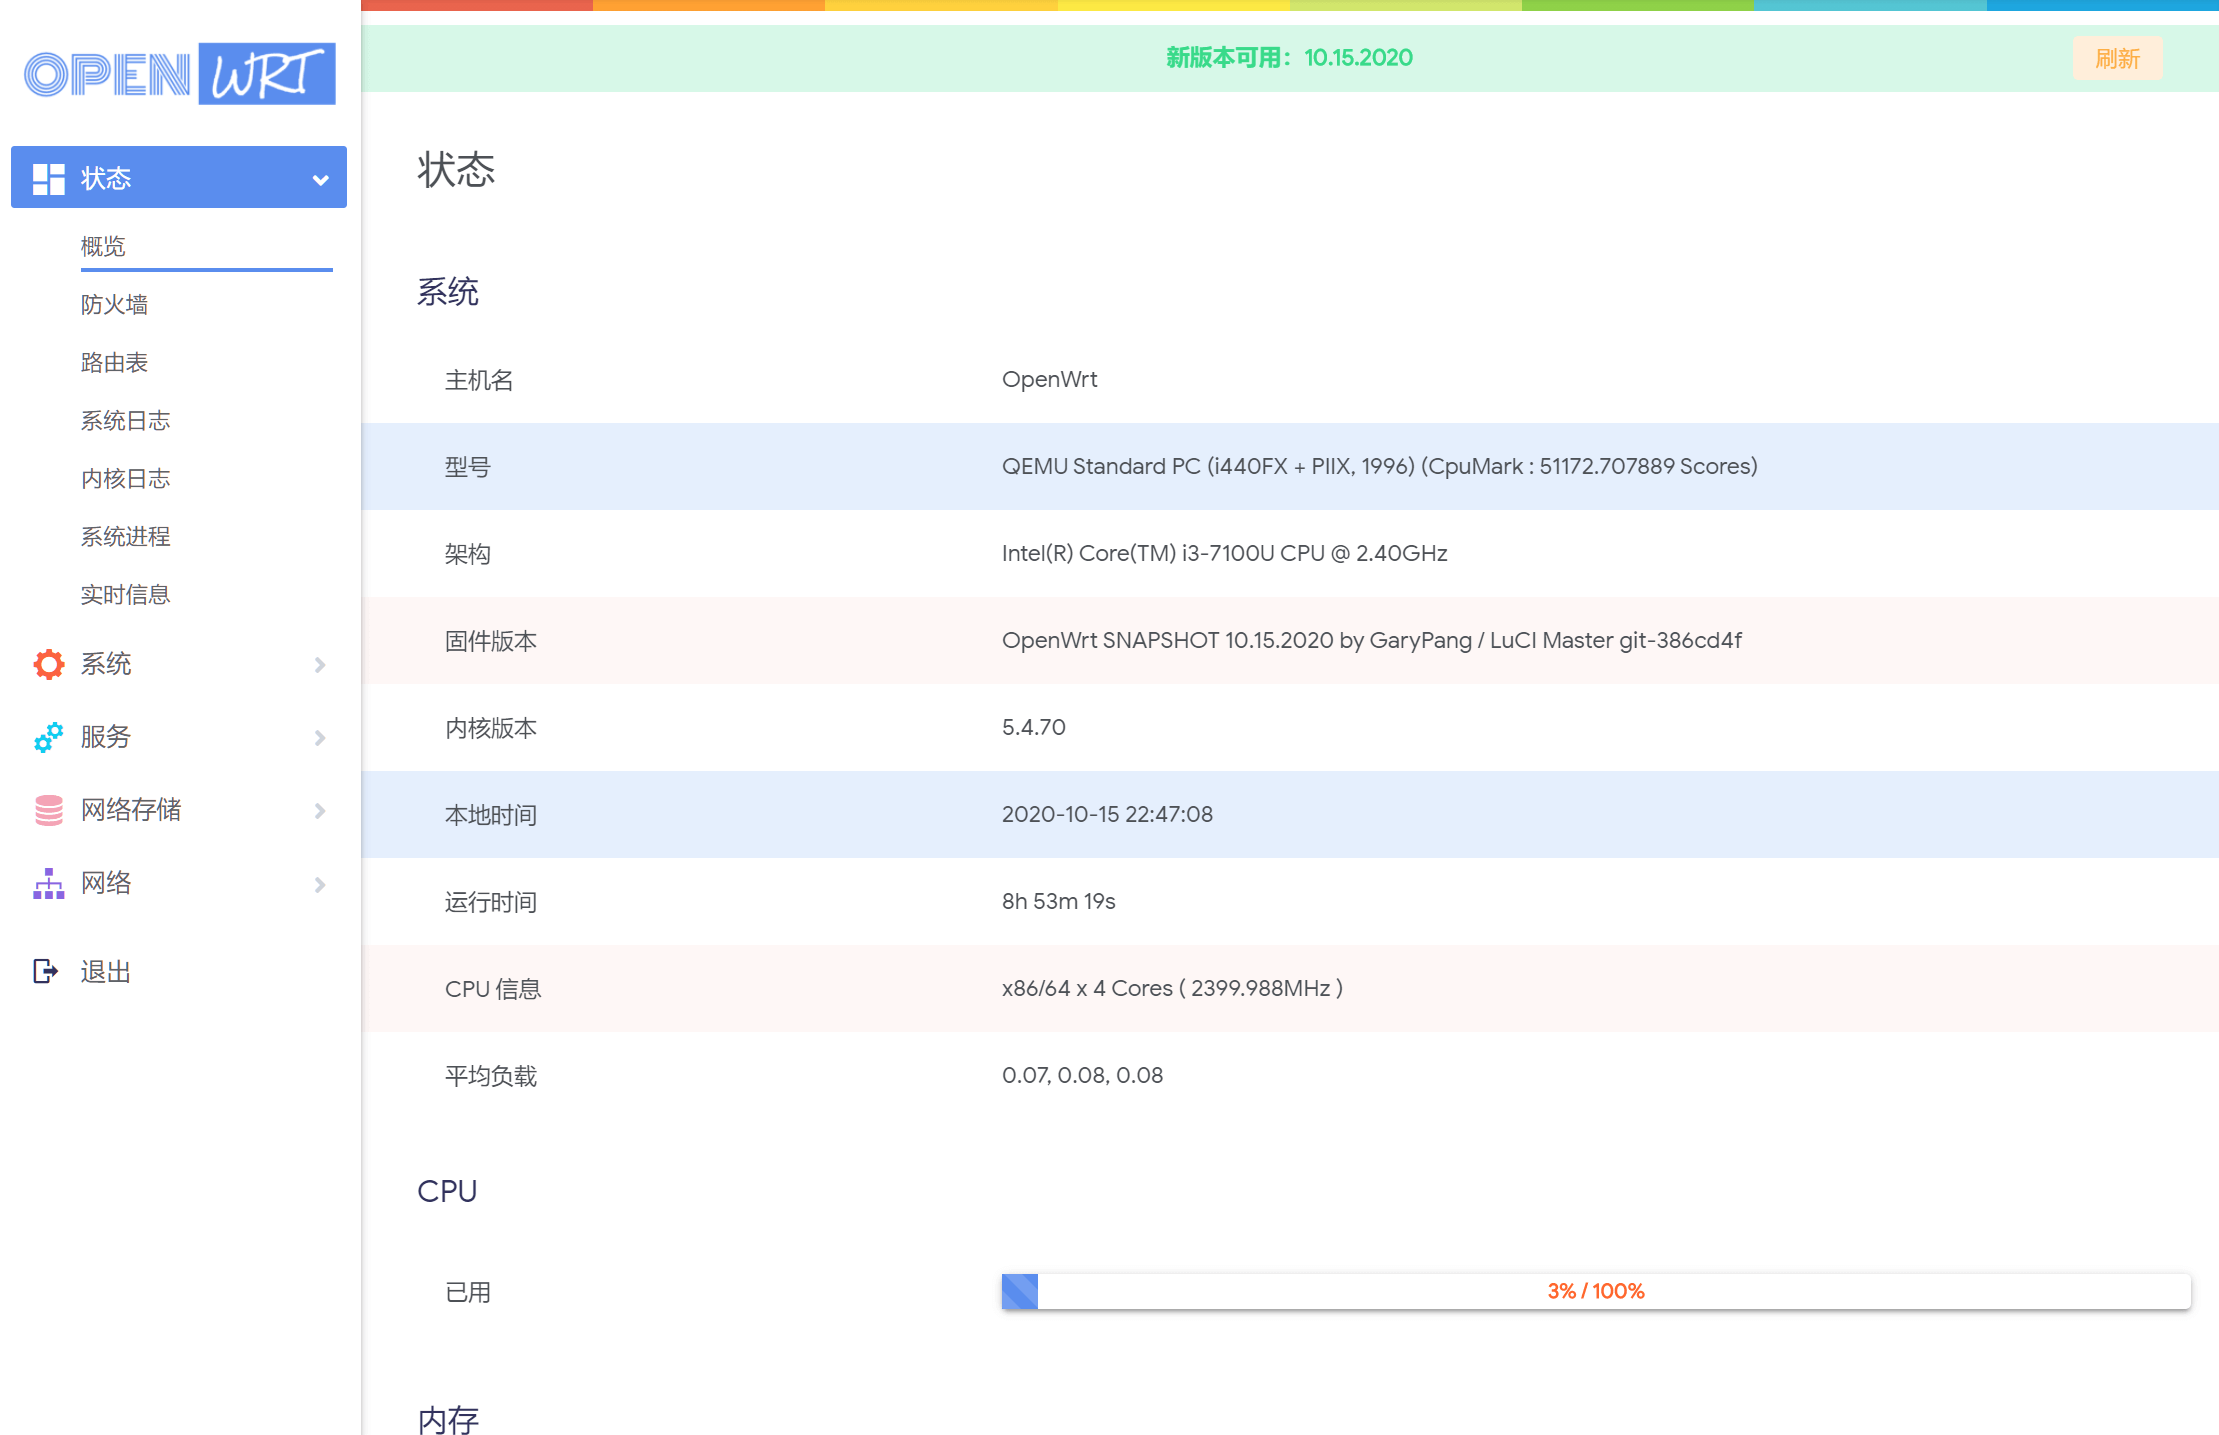 OPEN WRT
状态
概览
防火墙
路由表
系统日志
内核日志
系统进程
实时信息
系统
服务
网络存储
网络
退出
新版本可用：10.15.2020
刷新
状态
系统
主机名 OpenWrt
型号 QEMU Standard PC (i440FX + PIIX, 1996) (CpuMark : 51172.707889 Scores)
架构 Intel(R) Core(TM) i3-7100U CPU @ 2.40GHz
固件版本 OpenWrt SNAPSHOT 10.15.2020 by GaryPang / LuCI Master git-386cd4f
内核版本 5.4.70
本地时间 2020-10-15 22:47:08
运行时间 8h 53m 19s
CPU 信息 x86/64 x 4 Cores ( 2399.988MHz )
平均负载 0.07, 0.08, 0.08
CPU
已用 3% / 100%
内存